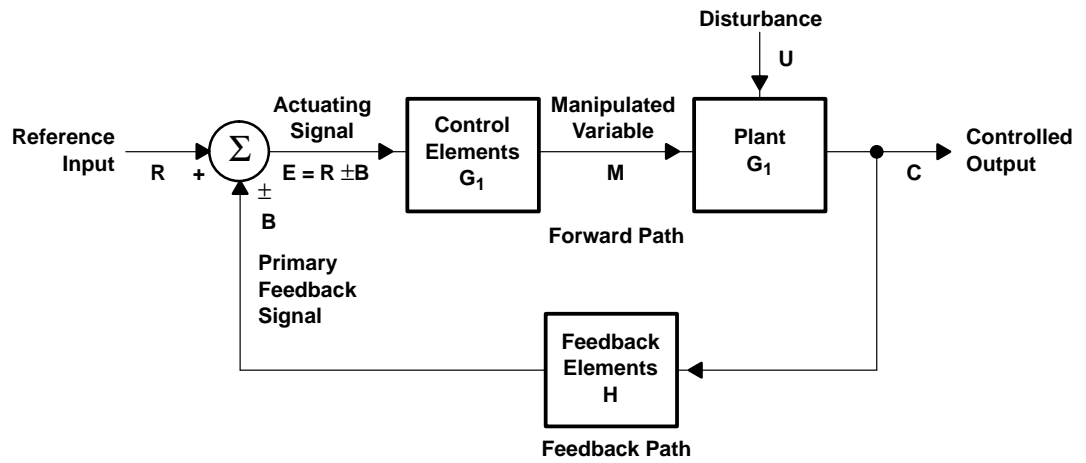 Disturbance
U
Reference
Input
R
+
Σ
±
B
Actuating
Signal
E = R ±B
Control
Elements
G₁
Manipulated
Variable
M
Plant
G₁
C
Controlled
Output
Forward Path
Primary
Feedback
Signal
Feedback
Elements
H
Feedback Path